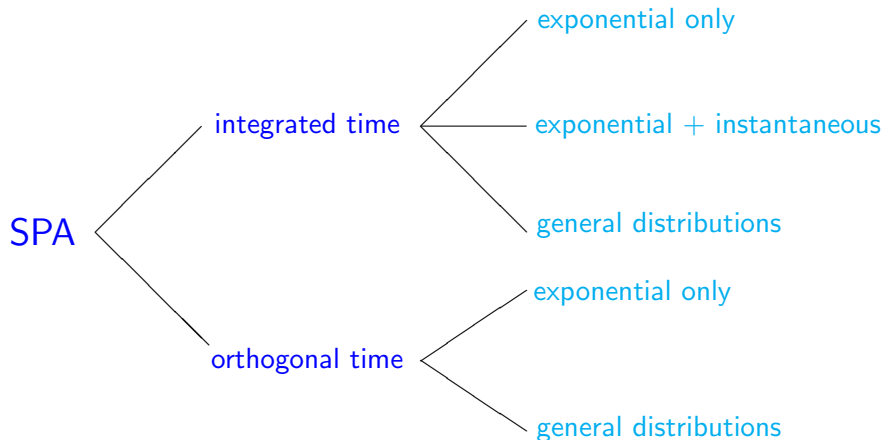 SPA
integrated time
exponential only
exponential + instantaneous
general distributions
orthogonal time
exponential only
general distributions